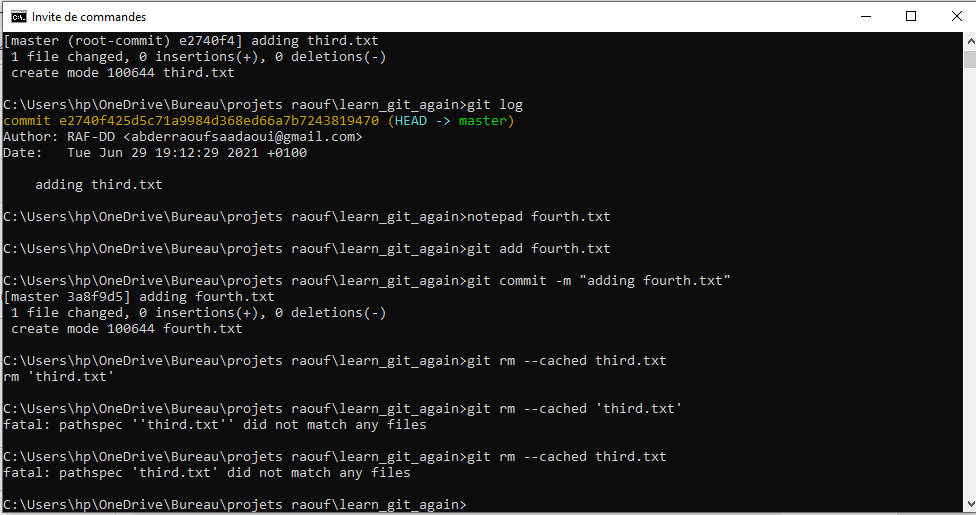 Invite de commandes
[master (root-commit) e2740f4] adding third.txt
 1 file changed, 0 insertions(+), 0 deletions(-)
 create mode 100644 third.txt
C:\Users\hp\OneDrive\Bureau\projets raouf\learn_git_again>git log
commit e2740f425d5c71a9984d368ed66a7b7243819470 (HEAD -> master)
Author: RAF-DD <abderraoufsaadaoui@gmail.com>
Date:   Tue Jun 29 19:12:29 2021 +0100
    adding third.txt
C:\Users\hp\OneDrive\Bureau\projets raouf\learn_git_again>notepad fourth.txt
C:\Users\hp\OneDrive\Bureau\projets raouf\learn_git_again>git add fourth.txt
C:\Users\hp\OneDrive\Bureau\projets raouf\learn_git_again>git commit -m "adding fourth.txt"
[master 3a8f9d5] adding fourth.txt
 1 file changed, 0 insertions(+), 0 deletions(-)
 create mode 100644 fourth.txt
C:\Users\hp\OneDrive\Bureau\projets raouf\learn_git_again>git rm --cached third.txt
rm 'third.txt'
C:\Users\hp\OneDrive\Bureau\projets raouf\learn_git_again>git rm --cached 'third.txt'
fatal: pathspec ''third.txt'' did not match any files
C:\Users\hp\OneDrive\Bureau\projets raouf\learn_git_again>git rm --cached third.txt
fatal: pathspec 'third.txt' did not match any files
C:\Users\hp\OneDrive\Bureau\projets raouf\learn_git_again>